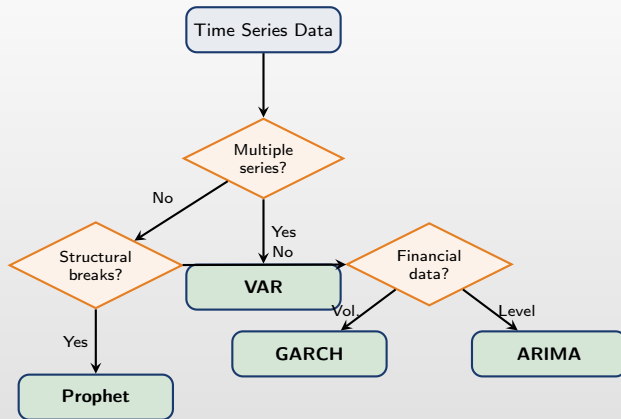 Time Series Data
Multiple
series?
No
Yes
No
Structural
breaks?
Financial
data?
VAR
Vol.
Level
Yes
GARCH
ARIMA
Prophet